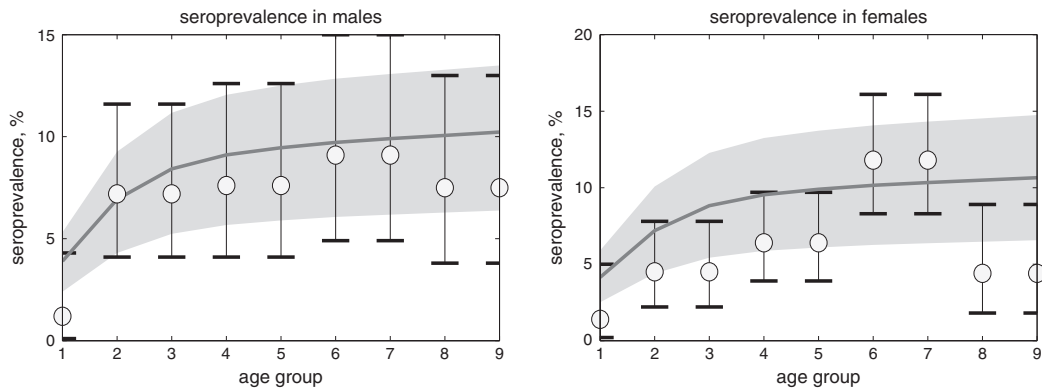 seroprevalence in males
15
10
5
0
seroprevalence, %
1 2 3 4 5 6 7 8 9
age group
seroprevalence in females
20
15
10
5
0
seroprevalence, %
1 2 3 4 5 6 7 8 9
age group